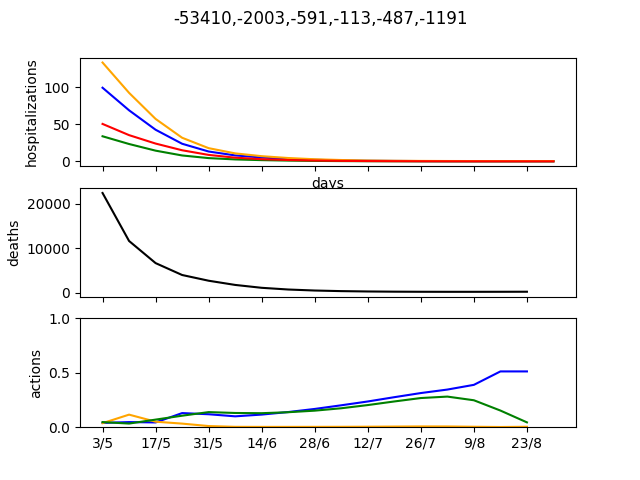 -53410,-2003,-591,-113,-487,-1191
hospitalizations
100
50
0
days
deaths
20000
10000
0
actions
1.0
0.5
0.0
3/5 17/5 31/5 14/6 28/6 12/7 26/7 9/8 23/8